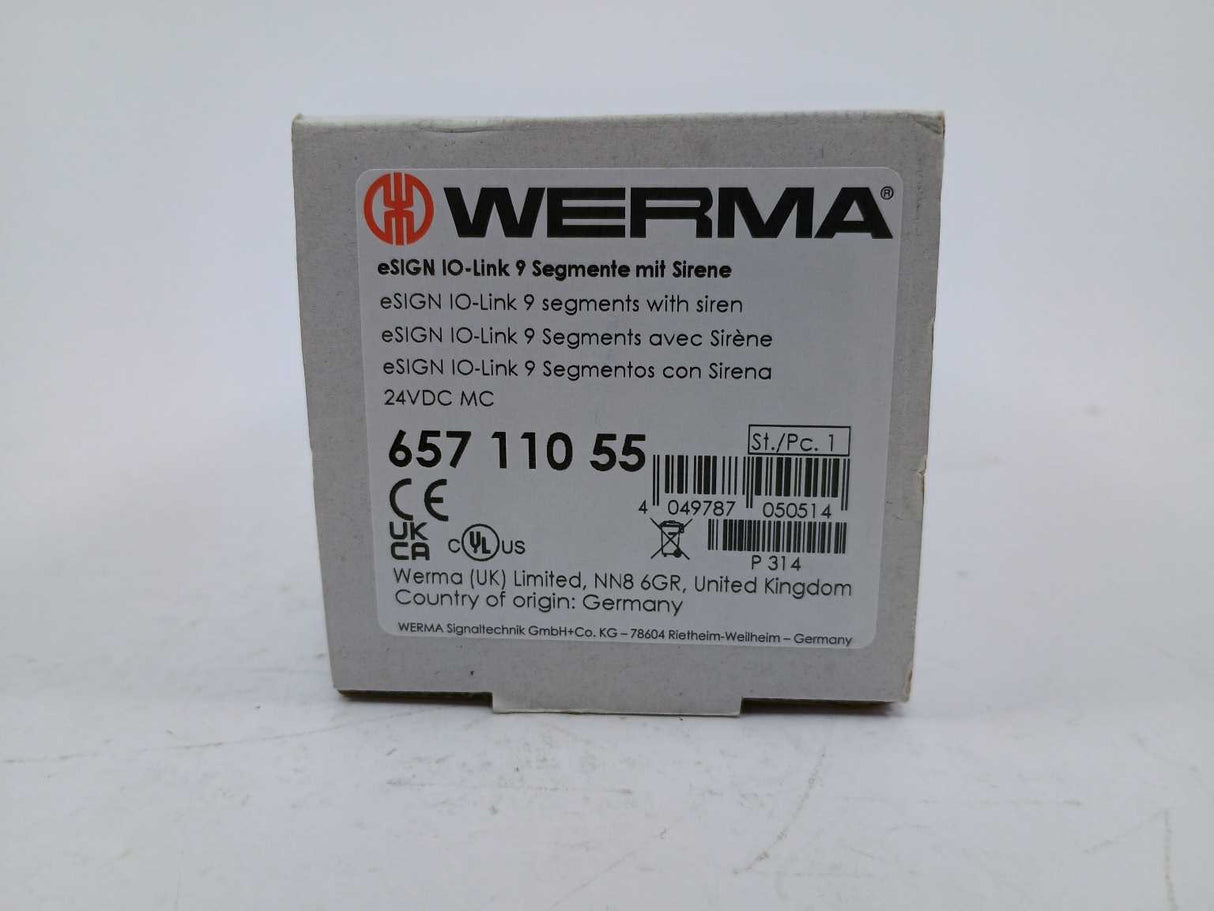 WERMA®
eSIGN IO-Link 9 Segmente mit Sirene
eSIGN IO-Link 9 segments with siren
eSIGN IO-Link 9 Segments avec Sirène
eSIGN IO-Link 9 Segmentos con Sirena
24VDC MC
657 110 55
St./Pc. 1
4 049787 050514
CE
UK
CA
c UL us
P 314
Werma (UK) Limited, NN8 6GR, United Kingdom
Country of origin: Germany
WERMA Signaltechnik GmbH+Co. KG – 78604 Rietheim-Weilheim – Germany